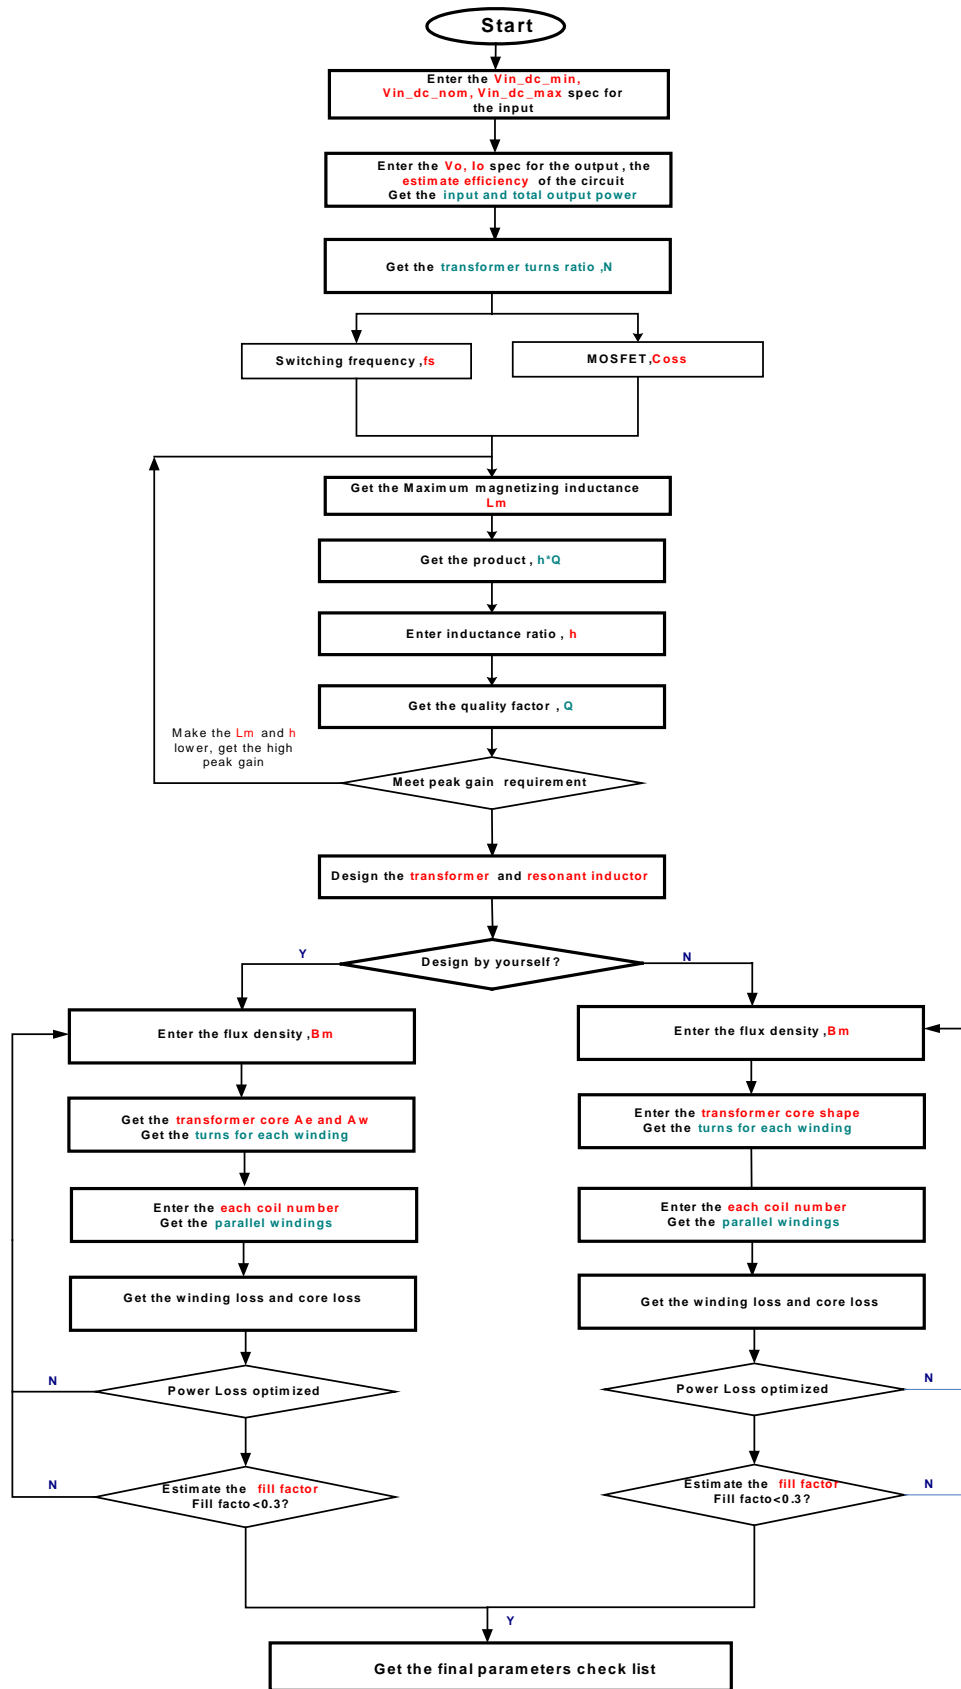 Start
Enter the Vin_dc_min,
Vin_dc_nom, Vin_dc_max spec for
the input
Enter the Vo, Io spec for the output , the
estimate efficiency of the circuit
Get the input and total output power
Get the transformer turns ratio ,N
Switching frequency ,fs
MOSFET ,Coss
Get the Maximum magnetizing inductance
Lm
Get the product , h*Q
Enter inductance ratio , h
Get the quality factor , Q
Make the Lm and h
lower, get the high
peak gain
Meet peak gain requirement
Design the transformer and resonant inductor
Design by yourself ?
Y
N
Enter the flux density ,Bm
Get the transformer core Ae and Aw
Get the turns for each winding
Enter the each coil number
Get the parallel windings
Get the winding loss and core loss
Power Loss optimized
N
Estimate the fill factor
Fill facto<0.3?
N
Enter the flux density ,Bm
Enter the transformer core shape
Get the turns for each winding
Enter the each coil number
Get the parallel windings
Get the winding loss and core loss
Power Loss optimized
N
Estimate the fill factor
Fill facto<0.3?
N
Y
Get the final parameters check list